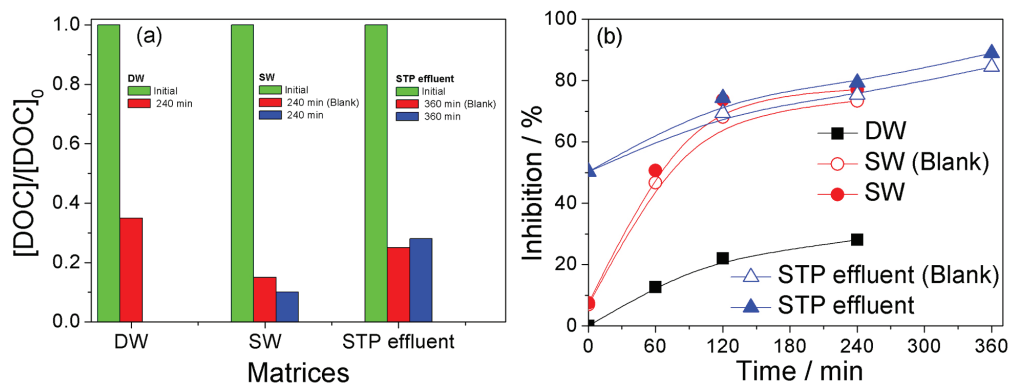 (a)
[DOC]/[DOC]0
1.0
0.8
0.6
0.4
0.2
0.0
DW
Initial
240 min
SW
Initial
240 min (Blank)
240 min
STP effluent
Initial
360 min (Blank)
360 min
DW
SW
STP effluent
Matrices
(b)
Inhibition / %
100
80
60
40
20
0
DW
SW (Blank)
SW
STP effluent (Blank)
STP effluent
0
60
120
180
240
300
360
Time / min